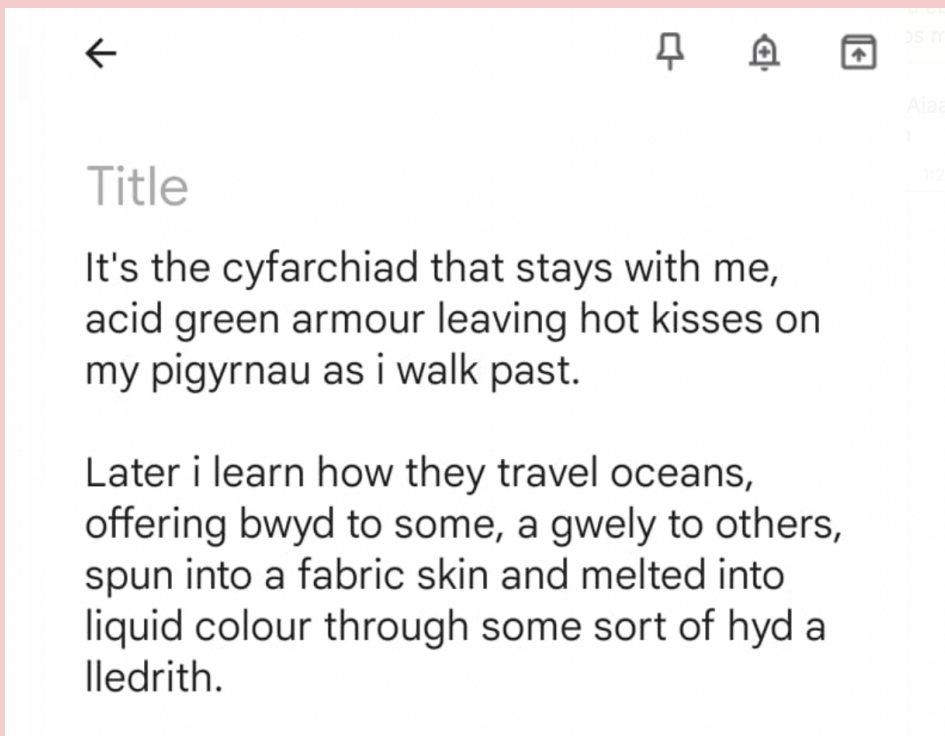 Title
It's the cyfarchiad that stays with me,
acid green armour leaving hot kisses on
my pigyrnau as i walk past.
Later i learn how they travel oceans,
offering bwyd to some, a gwely to others,
spun into a fabric skin and melted into
liquid colour through some sort of hyd a
lledrith.